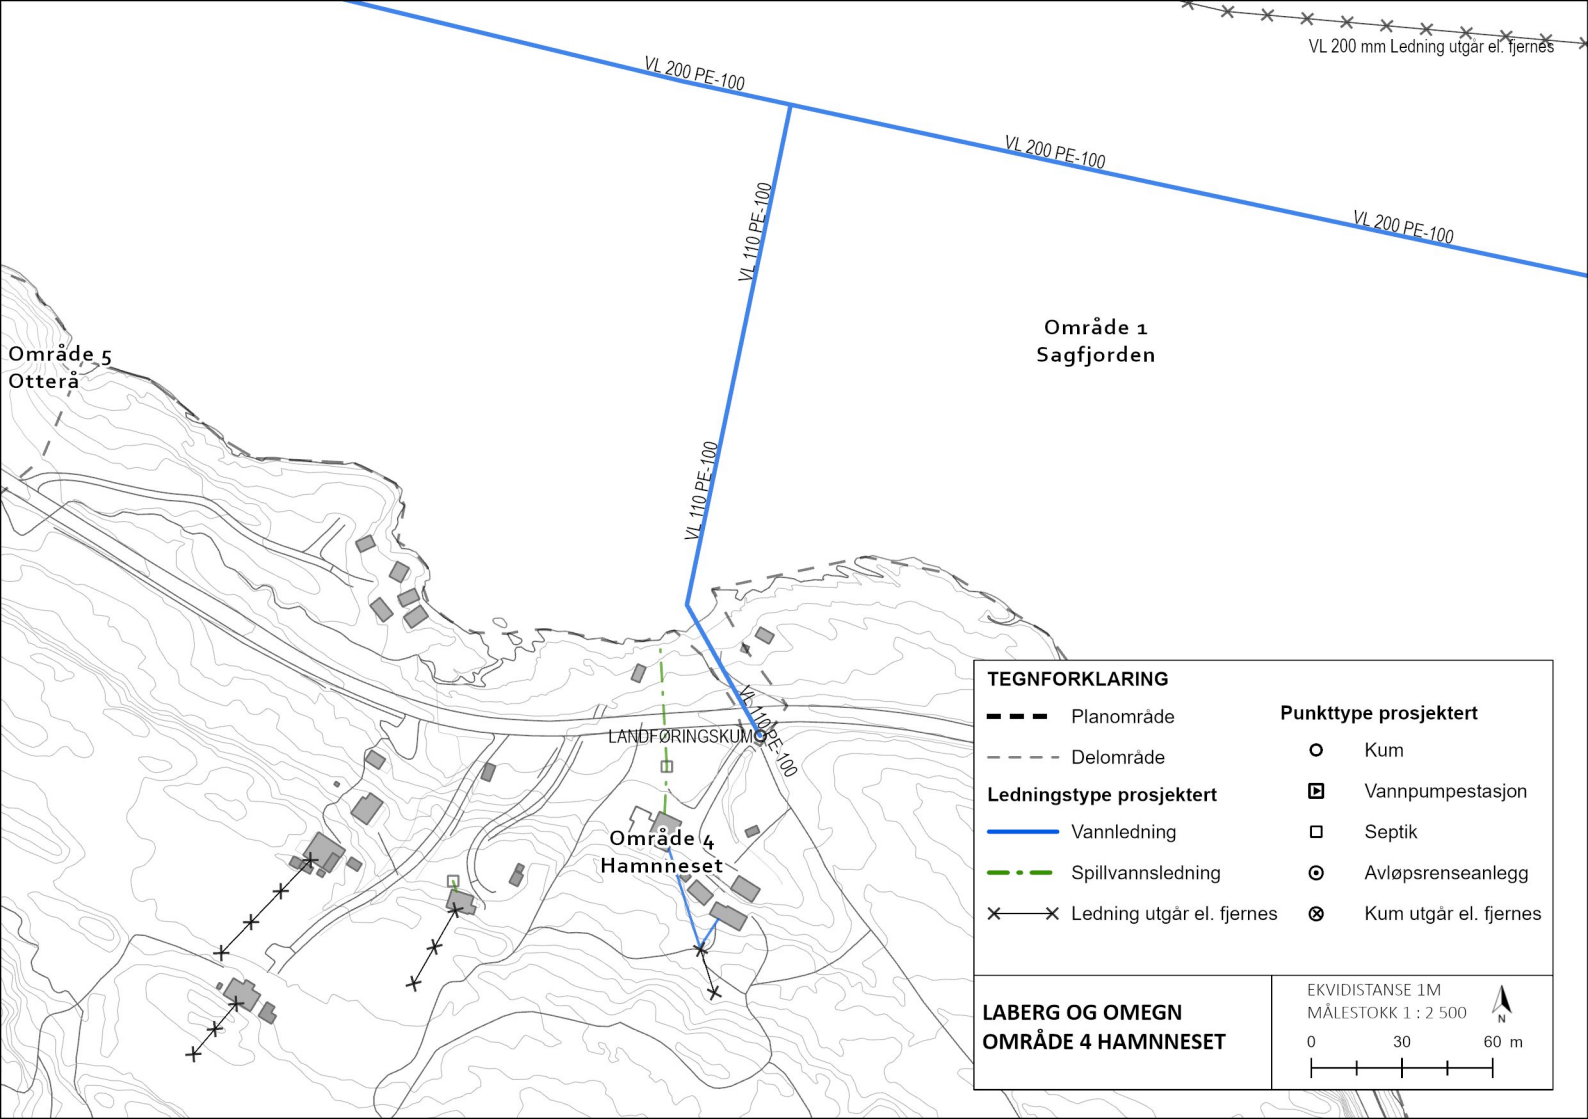 VL 200 mm Ledning utgår el. fjernes
VL 200 PE-100
VL 200 PE-100
VL 200 PE-100
VL 110 PE-100
Område 1
Sagfjorden
Område 5
Otterå
VL 110 PE-100
VL 110 PE-100
LANDFØRINGSKUM
Område 4
Hamnneset
TEGNFORKLARING
Planområde
Delområde
Ledningstype prosjektert
Vannledning
Spillvannsledning
Ledning utgår el. fjernes
Punkttype prosjektert
Kum
Vannpumpestasjon
Septik
Avløpsrenseanlegg
Kum utgår el. fjernes
LABERG OG OMEGN
OMRÅDE 4 HAMNNESET
EKVIDISTANSE 1M
MÅLESTOKK 1 : 2 500
N
0 30 60 m